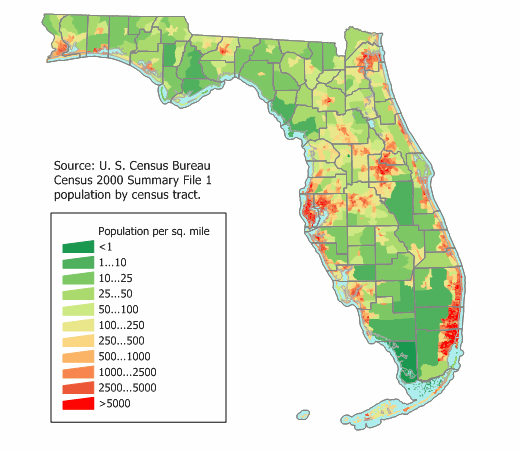 Source: U. S. Census Bureau
Census 2000 Summary File 1
population by census tract.
Population per sq. mile
<1
1...10
10...25
25...50
50...100
100...250
250...500
500...1000
1000...2500
2500...5000
>5000